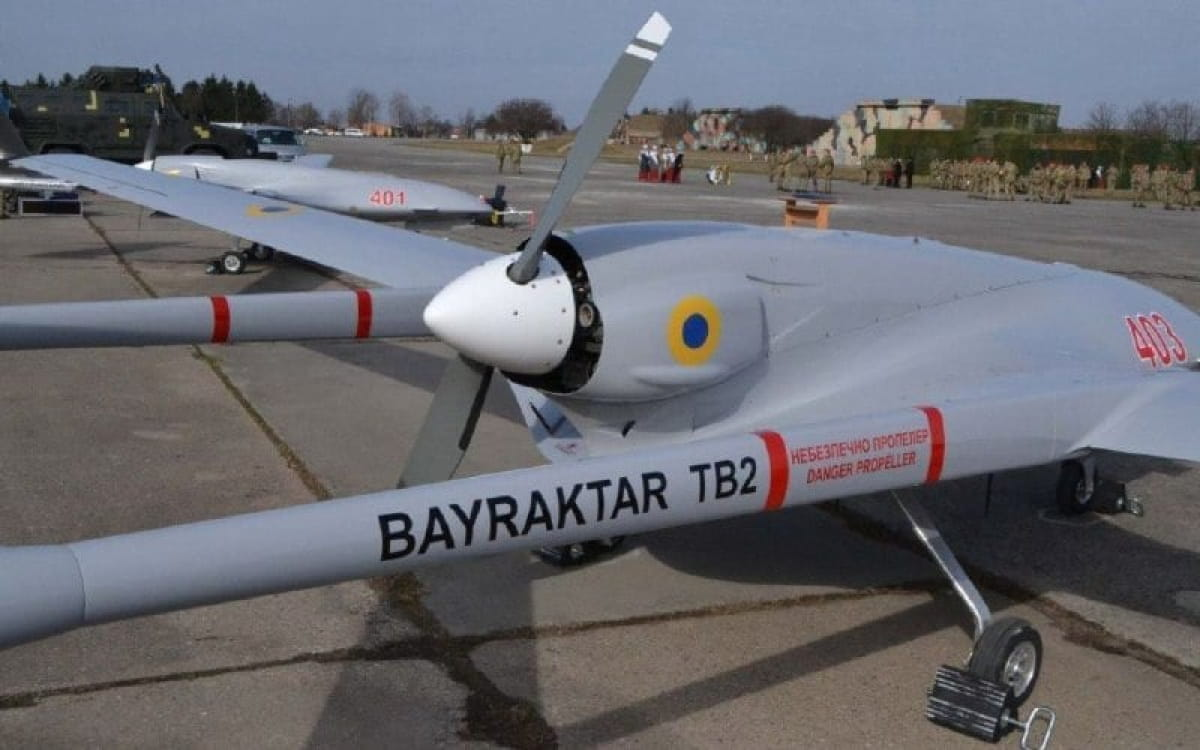 401
403
НЕБЕЗПЕЧНО ПРОПЕЛЕР
DANGER PROPELLER
BAYRAKTAR TB2